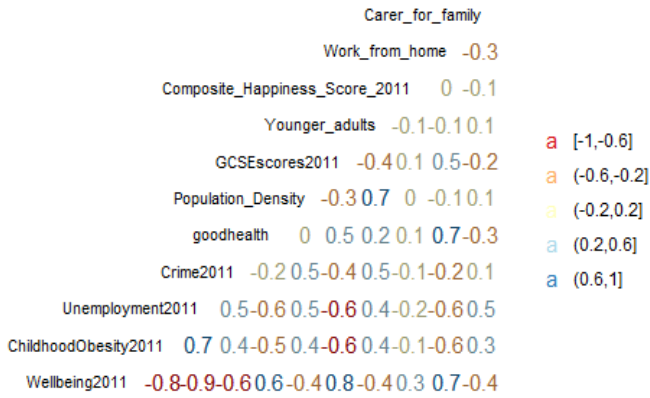 Carer_for_family
Work_from_home -0.3
Composite_Happiness_Score_2011 0 -0.1
Younger_adults -0.1 -0.1 0.1
a [-1,-0.6]
GCSEscores2011 -0.4 0.1 0.5 -0.2
a (-0.6,-0.2]
Population_Density -0.3 0.7 0 -0.1 0.1
a (-0.2,0.2]
goodhealth 0 0.5 0.2 0.1 0.7 -0.3
a (0.2,0.6]
Crime2011 -0.2 0.5 -0.4 0.5 -0.1 -0.2 0.1
a (0.6,1]
Unemployment2011 0.5 -0.6 0.5 -0.6 0.4 -0.2 -0.6 0.5
ChildhoodObesity2011 0.7 0.4 -0.5 0.4 -0.6 0.4 -0.1 -0.6 0.3
Wellbeing2011 -0.8 -0.9 -0.6 0.6 -0.4 0.8 -0.4 0.3 0.7 -0.4